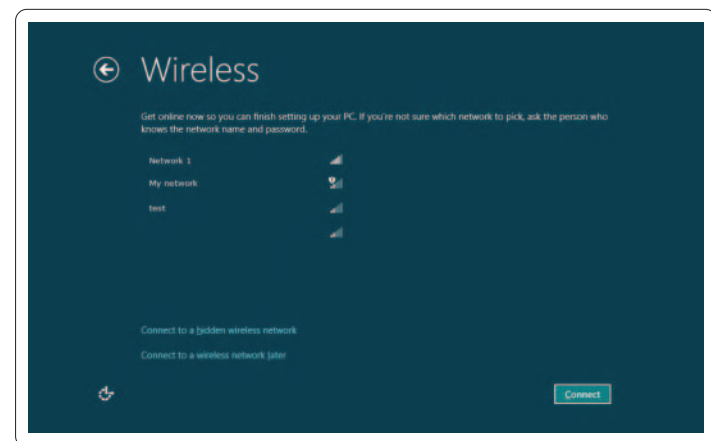 Wireless
Get online now so you can finish setting up your PC. If you're not sure which network to pick, ask the person who
knows the network name and password.
Network 1
My network
test
Connect to a hidden wireless network
Connect to a wireless network later
Connect